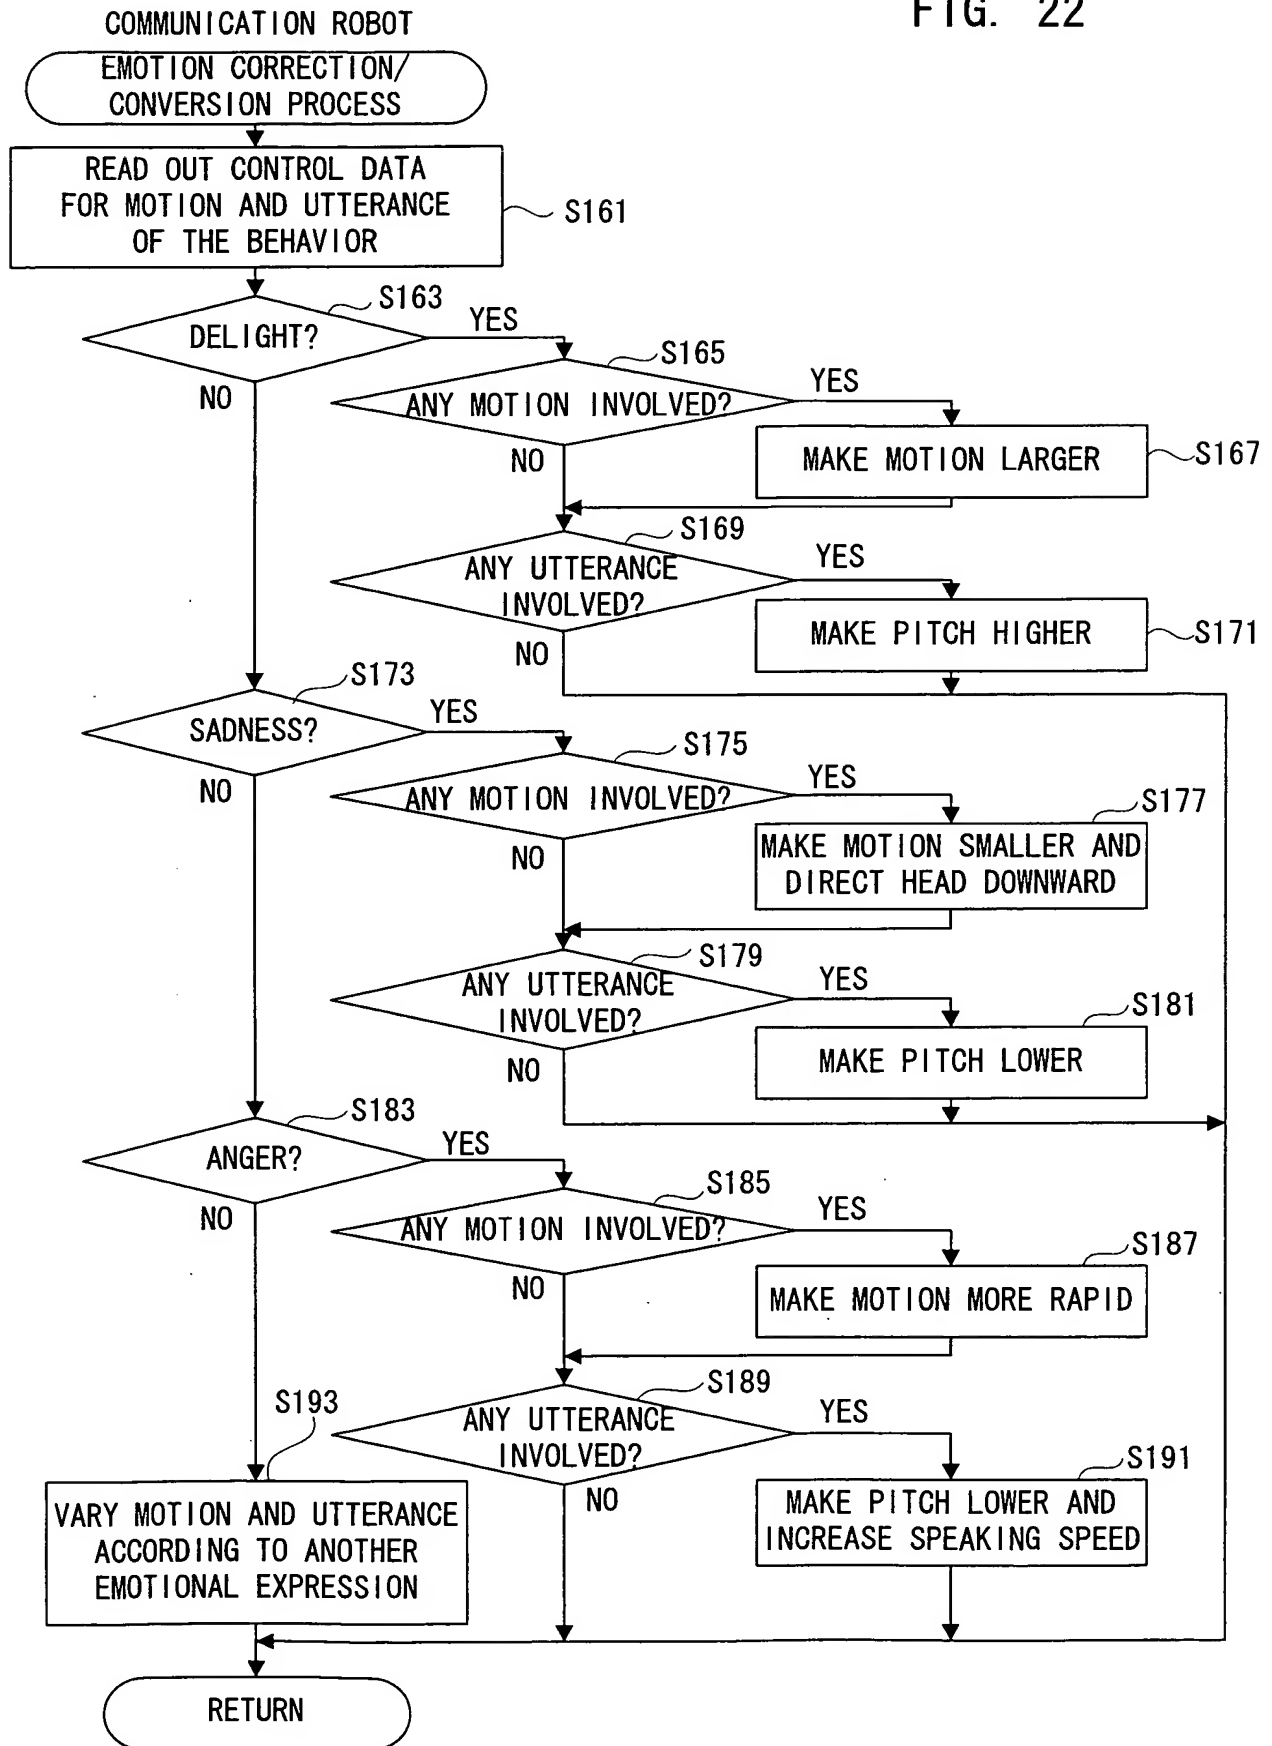 FIG. 22
COMMUNICATION ROBOT
EMOTION CORRECTION/
CONVERSION PROCESS
READ OUT CONTROL DATA
FOR MOTION AND UTTERANCE
OF THE BEHAVIOR
S161
S163
DELIGHT?
YES
NO
S165
ANY MOTION INVOLVED?
YES
NO
MAKE MOTION LARGER
S167
S169
ANY UTTERANCE
INVOLVED?
YES
NO
MAKE PITCH HIGHER
S171
S173
SADNESS?
YES
NO
S175
ANY MOTION INVOLVED?
YES
NO
S177
MAKE MOTION SMALLER AND
DIRECT HEAD DOWNWARD
S179
ANY UTTERANCE
INVOLVED?
YES
NO
S181
MAKE PITCH LOWER
S183
ANGER?
YES
NO
S185
ANY MOTION INVOLVED?
YES
NO
S187
MAKE MOTION MORE RAPID
S189
ANY UTTERANCE
INVOLVED?
YES
NO
S191
MAKE PITCH LOWER AND
INCREASE SPEAKING SPEED
S193
VARY MOTION AND UTTERANCE
ACCORDING TO ANOTHER
EMOTIONAL EXPRESSION
RETURN